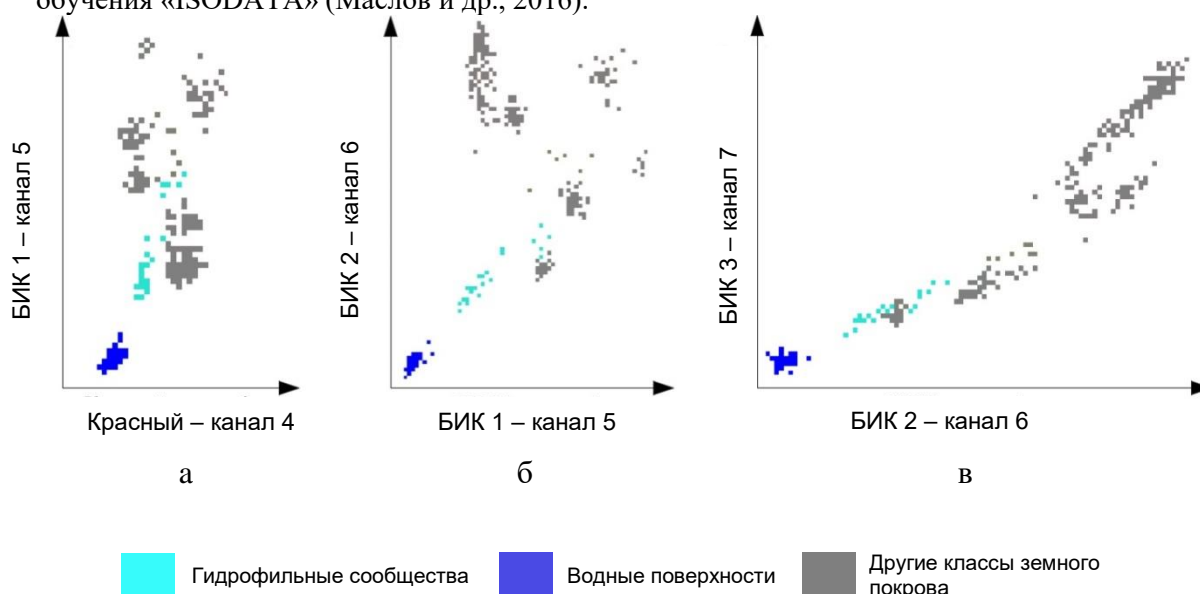 обучения «ISODATA» (Маслов и др., 2016).
БИК 1 – канал 5
БИК 2 – канал 6
БИК 3 – канал 7
Красный – канал 4
БИК 1 – канал 5
БИК 2 – канал 6
а
б
в
Гидрофильные сообщества
Водные поверхности
Другие классы земного
покрова